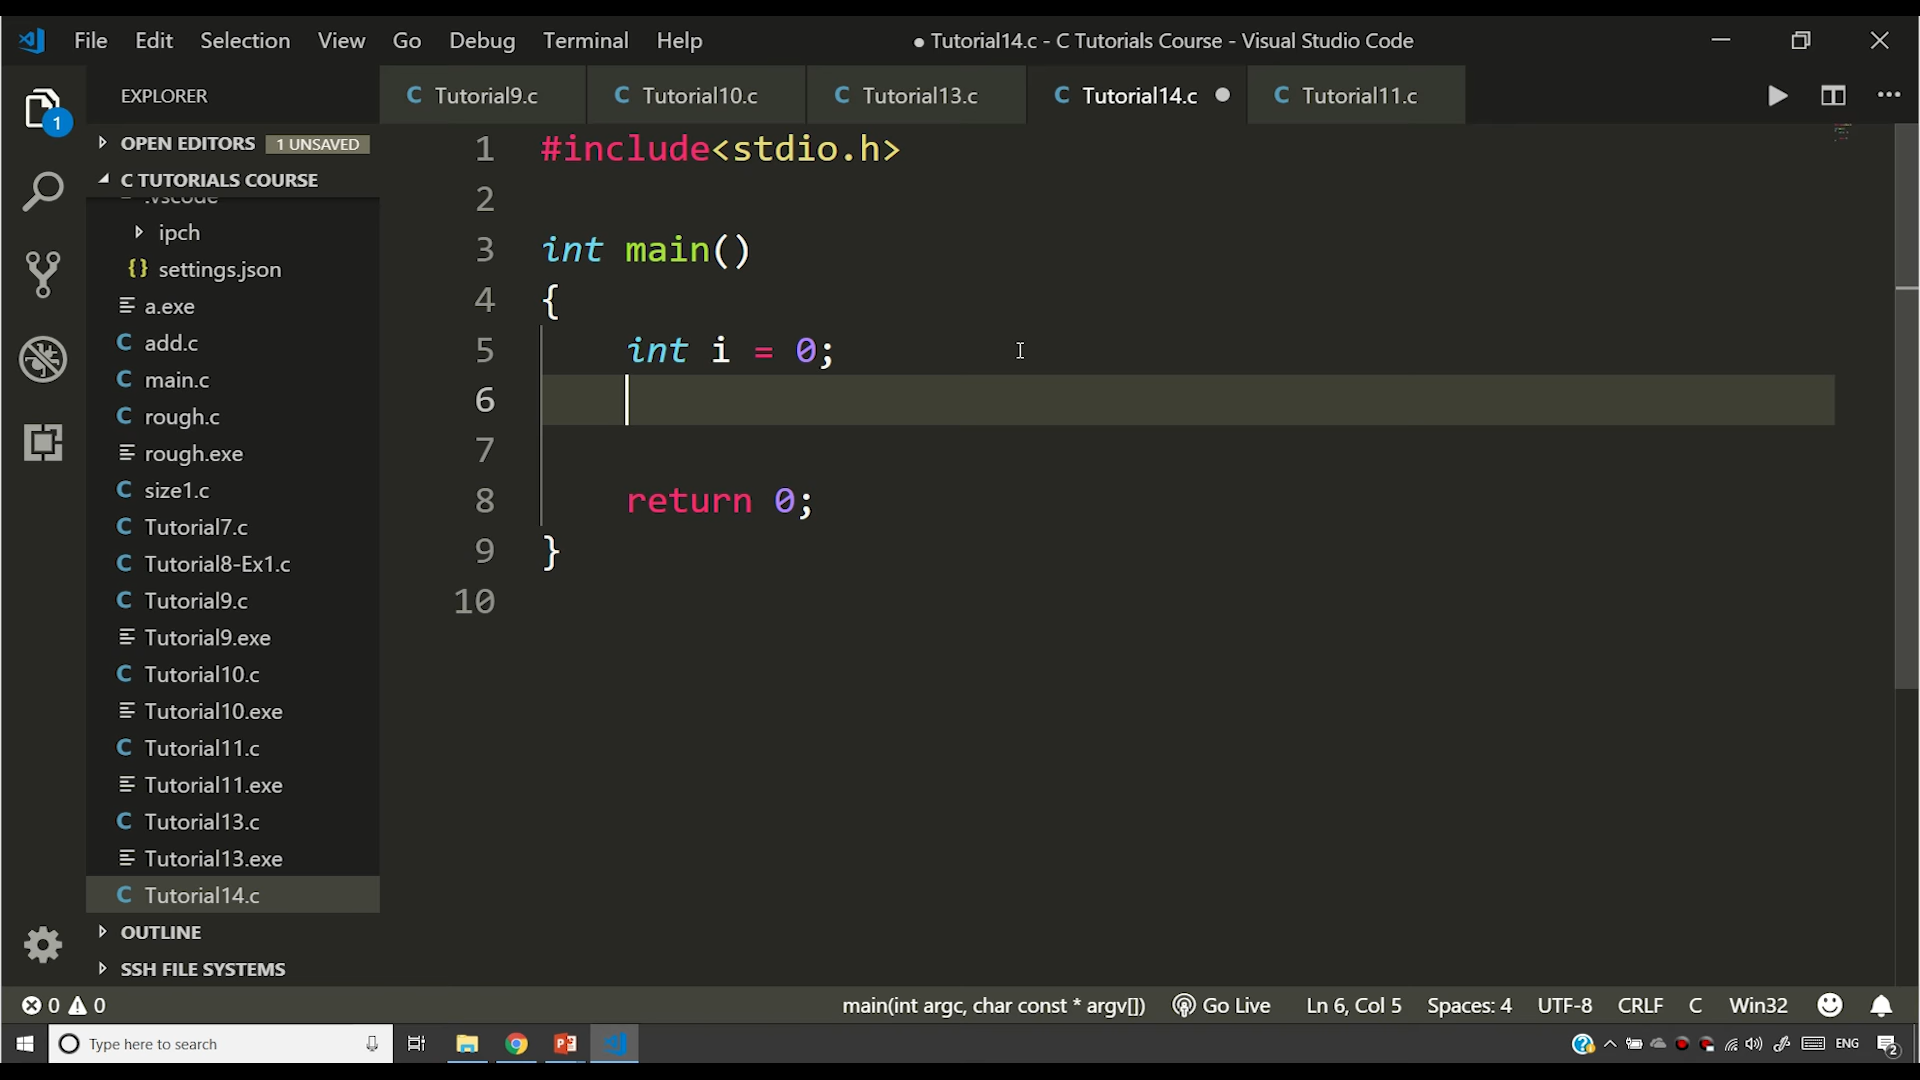 File Edit Selection View Go Debug Terminal Help
● Tutorial14.c - C Tutorials Course - Visual Studio Code
1
EXPLORER
OPEN EDITORS 1 UNSAVED
C TUTORIALS COURSE
.vscode
ipch
{} settings.json
a.exe
C add.c
C main.c
C rough.c
rough.exe
C size1.c
C Tutorial7.c
C Tutorial8-Ex1.c
C Tutorial9.c
Tutorial9.exe
C Tutorial10.c
Tutorial10.exe
C Tutorial11.c
Tutorial11.exe
C Tutorial13.c
Tutorial13.exe
C Tutorial14.c
OUTLINE
SSH FILE SYSTEMS
C Tutorial9.c C Tutorial10.c C Tutorial13.c C Tutorial14.c ● C Tutorial11.c
1 #include<stdio.h>
2
3 int main()
4 {
5 int i = 0;
6
7
8 return 0;
9 }
10
0 0 main(int argc, char const * argv[]) Go Live Ln 6, Col 5 Spaces: 4 UTF-8 CRLF C Win32
Type here to search ENG 2